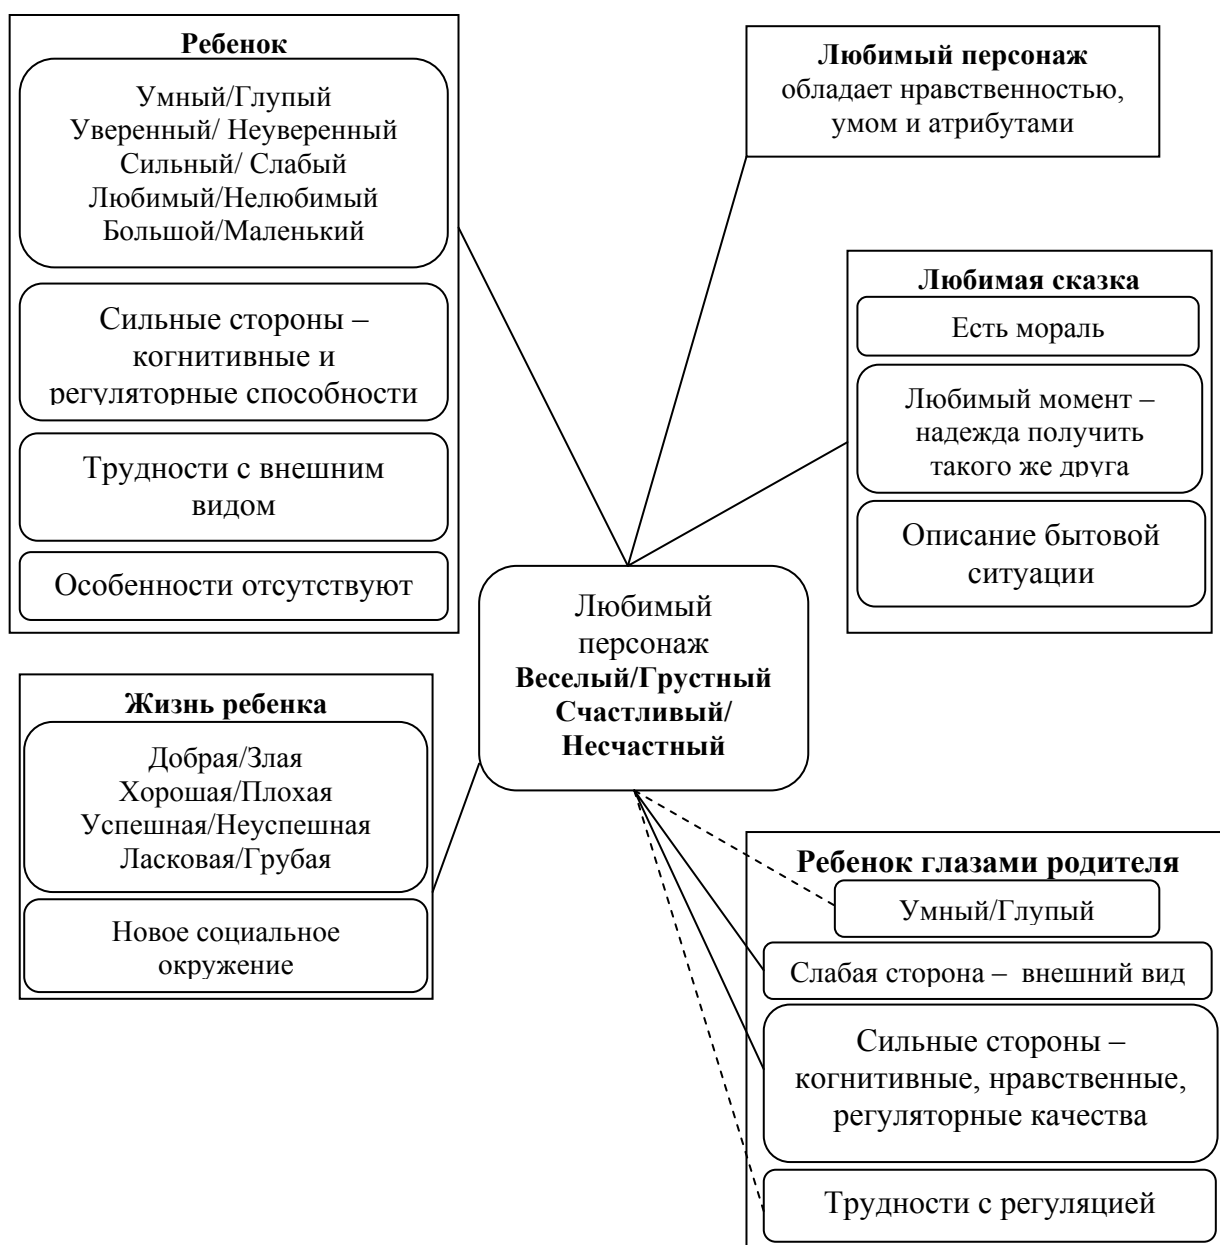 Ребенок
Умный/Глупый
Уверенный/ Неуверенный
Сильный/ Слабый
Любимый/Нелюбимый
Большой/Маленький
Сильные стороны –
когнитивные и
регуляторные способности
Трудности с внешним
видом
Особенности отсутствуют
Любимый персонаж
обладает нравственностью,
умом и атрибутами
Любимая сказка
Есть мораль
Любимый момент –
надежда получить
такого же друга
Описание бытовой
ситуации
Любимый
персонаж
Веселый/Грустный
Счастливый/
Несчастный
Жизнь ребенка
Добрая/Злая
Хорошая/Плохая
Успешная/Неуспешная
Ласковая/Грубая
Новое социальное
окружение
Ребенок глазами родителя
Умный/Глупый
Слабая сторона – внешний вид
Сильные стороны –
когнитивные, нравственные,
регуляторные качества
Трудности с регуляцией